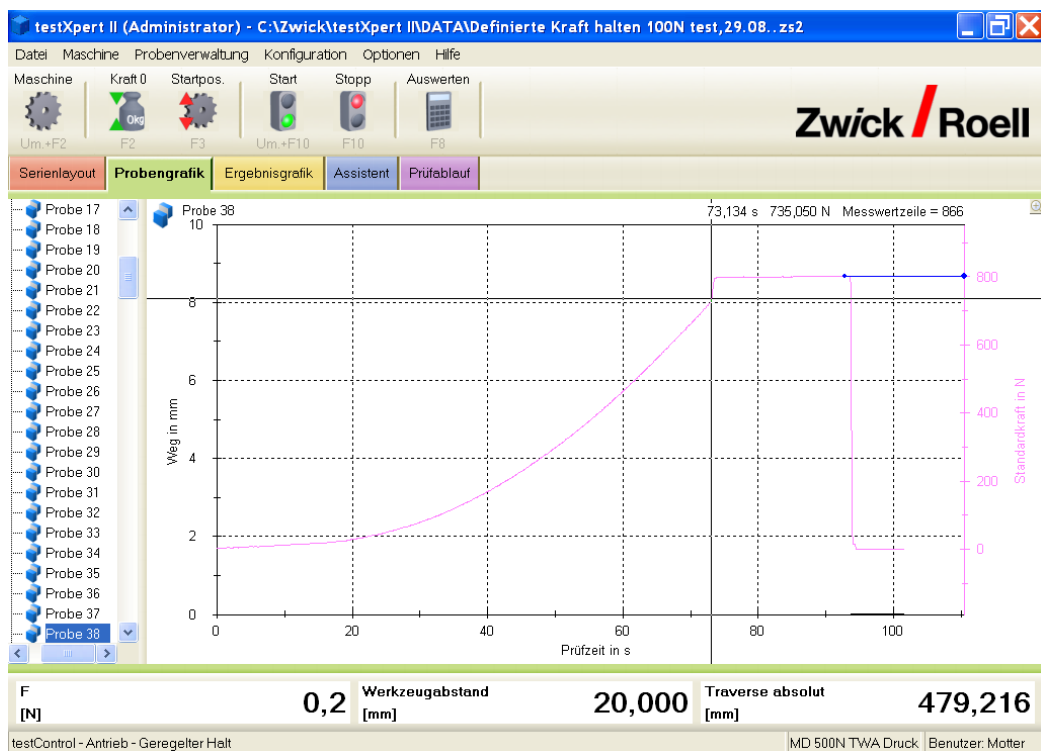 testXpert II (Administrator) - C:\Zwick\testXpert II\DATA\Definierte Kraft halten 100N test,29.08..zs2
Datei Maschine Probenverwaltung Konfiguration Optionen Hilfe
Maschine Kraft 0 Startpos. Start Stopp Auswerten
0kg
Um.+F2 F2 F3 Um.+F10 F10 F8
Zwick / Roell
Serienlayout Probengrafik Ergebnisgrafik Assistent Prüfablauf
Probe 17
Probe 18
Probe 19
Probe 20
Probe 21
Probe 22
Probe 23
Probe 24
Probe 25
Probe 26
Probe 27
Probe 28
Probe 29
Probe 30
Probe 31
Probe 32
Probe 33
Probe 34
Probe 35
Probe 36
Probe 37
Probe 38
Probe 38 73,134 s 735,050 N Messwertzeile = 866
10
8
6
4
2
0
Weg in mm
0 20 40 60 80 100
Prüfzeit in s
800
600
400
200
0
Standardkraft in N
F
[N]
0,2
Werkzeugabstand
[mm]
20,000
Traverse absolut
[mm]
479,216
testControl - Antrieb - Geregelter Halt MD 500N TWA Druck Benutzer: Motter